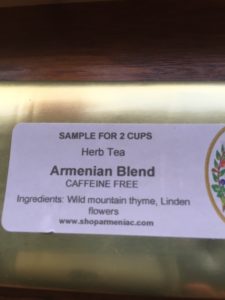 SAMPLE FOR 2 CUPS
Herb Tea
Armenian Blend
CAFFEINE FREE
Ingredients: Wild mountain thyme, Linden
flowers
www.shoparmeniac.com